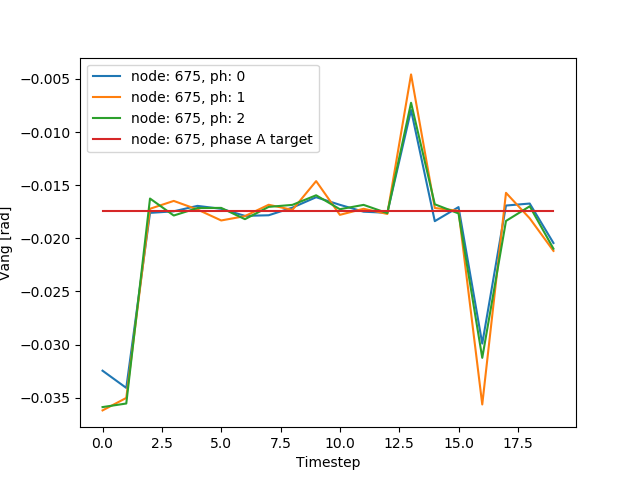 node: 675, ph: 0
node: 675, ph: 1
node: 675, ph: 2
node: 675, phase A target
−0.005
−0.010
−0.015
−0.020
−0.025
−0.030
−0.035
Vang [rad]
0.0 2.5 5.0 7.5 10.0 12.5 15.0 17.5
Timestep